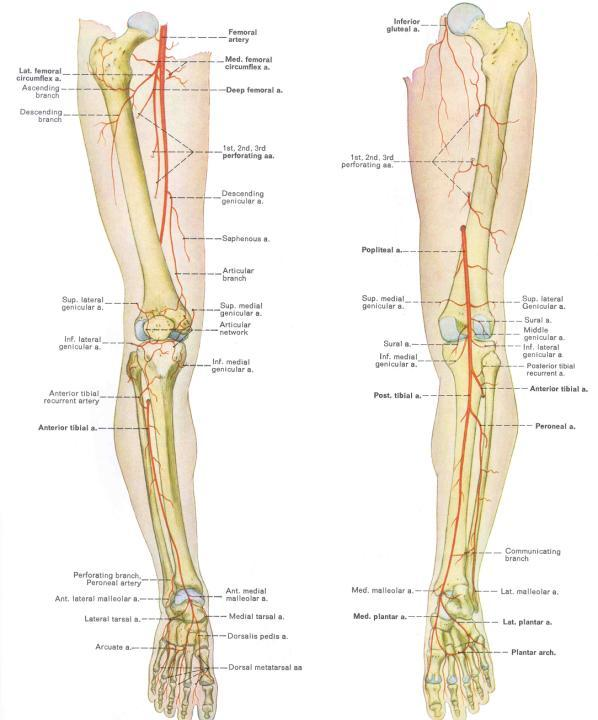 Femoral
artery
Med. femoral
circumflex a.
Lat. femoral
circumflex a.
Ascending
branch
Deep femoral a.
Descending
branch
1st, 2nd, 3rd
perforating aa.
Descending
genicular a.
Saphenous a.
Articular
branch
Sup. lateral
genicular a.
Sup. medial
genicular a.
Articular
network
Inf. lateral
genicular a.
Inf. medial
genicular a.
Anterior tibial
recurrent artery
Anterior tibial a.
Perforating branch,
Peroneal artery
Ant. lateral malleolar a.
Ant. medial
malleolar a.
Lateral tarsal a.
Medial tarsal a.
Dorsalis pedis a.
Arcuate a.
Dorsal metatarsal aa
Inferior
gluteal a.
1st, 2nd, 3rd
perforating aa.
Popliteal a.
Sup. medial
genicular a.
Sup. lateral
Genicular a.
Sural a.
Middle
genicular a.
Sural a.
Inf. lateral
genicular a
Inf. medial
genicular a.
Posterior tibial
recurrent a.
Anterior tibial a.
Post. tibial a.
Peroneal a.
Communicating
branch
Med. malleolar a.
Lat. malleolar a.
Med. plantar a.
Lat. plantar a.
Plantar arch.